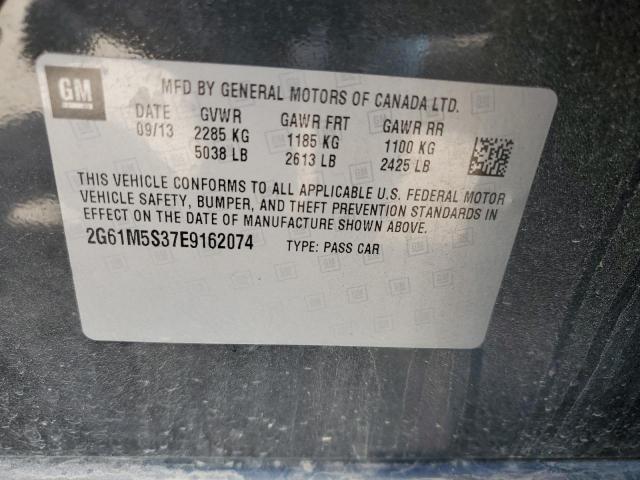 GM
MFD BY GENERAL MOTORS OF CANADA LTD.
DATE GVWR GAWR FRT GAWR RR
09/13 2285 KG 1185 KG 1100 KG
5038 LB 2613 LB 2425 LB
THIS VEHICLE CONFORMS TO ALL APPLICABLE U.S. FEDERAL MOTOR
VEHICLE SAFETY, BUMPER, AND THEFT PREVENTION STANDARDS IN
EFFECT ON THE DATE OF MANUFACTURE SHOWN ABOVE.
2G61M5S37E9162074 TYPE: PASS CAR